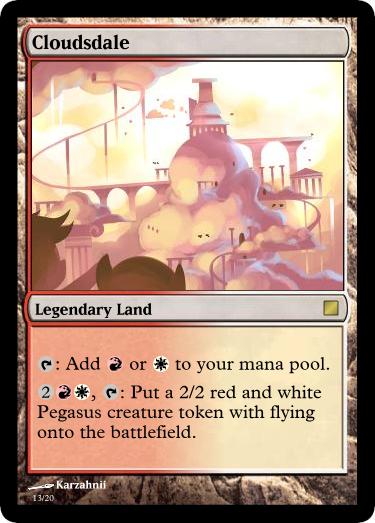 Cloudsdale
Legendary Land
: Add or to your mana pool.
2 , : Put a 2/2 red and white
Pegasus creature token with flying
onto the battlefield.
Karzahnii
13/20